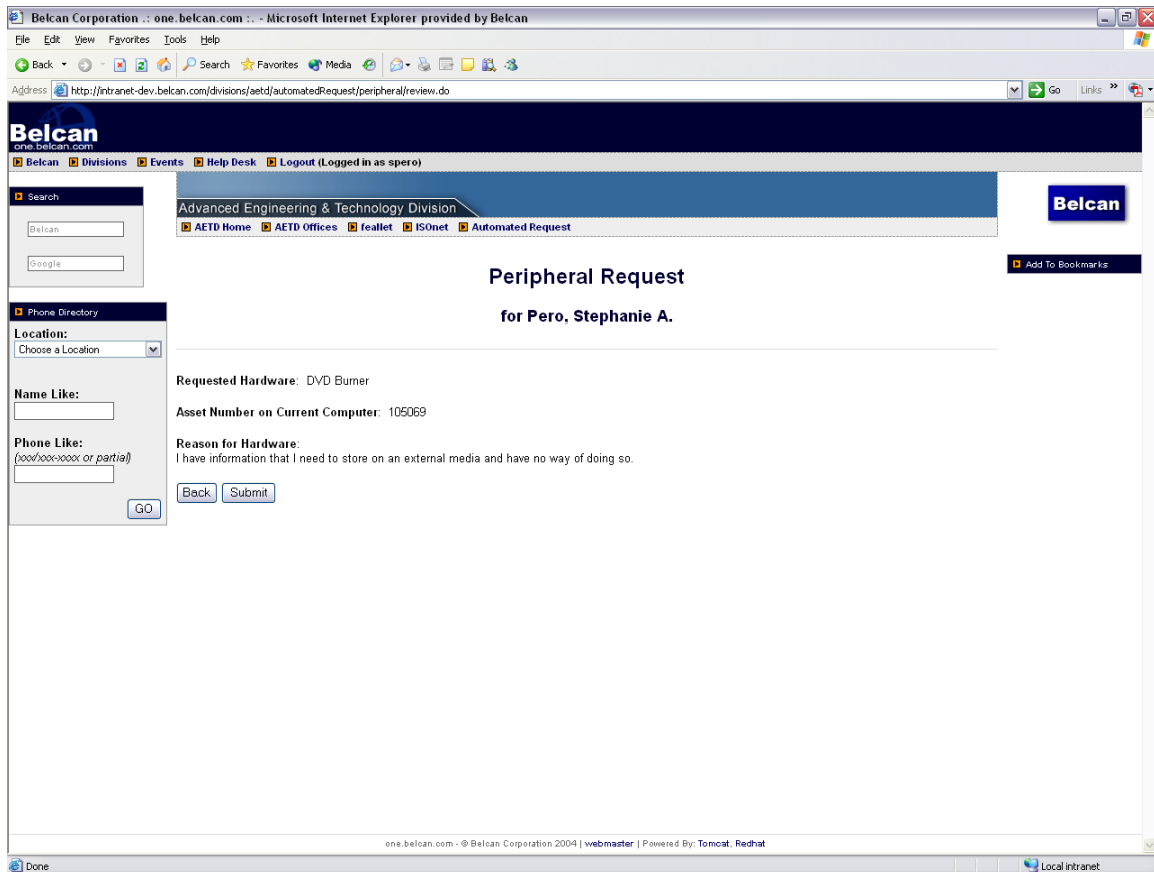 Belcan Corporation .: one.belcan.com :. - Microsoft Internet Explorer provided by Belcan
File Edit View Favorites Tools Help
Back Search Favorites Media
Address http://intranet-dev.belcan.com/divisions/aetd/automatedRequest/peripheral/review.do Go Links »
Belcan
one.belcan.com
Belcan Divisions Events Help Desk Logout (Logged in as spero)
Search
Belcan
Google
Advanced Engineering & Technology Division
AETD Home AETD Offices feallet ISOnet Automated Request
Belcan
Add To Bookmarks
Peripheral Request
for Pero, Stephanie A.
Phone Directory
Location:
Choose a Location
Name Like:
Phone Like:
(xxx/xxx-xxxx or partial)
GO
Requested Hardware: DVD Burner
Asset Number on Current Computer: 105069
Reason for Hardware:
I have information that I need to store on an external media and have no way of doing so.
Back Submit
one.belcan.com - © Belcan Corporation 2004 | webmaster | Powered By: Tomcat, Redhat
Done Local intranet